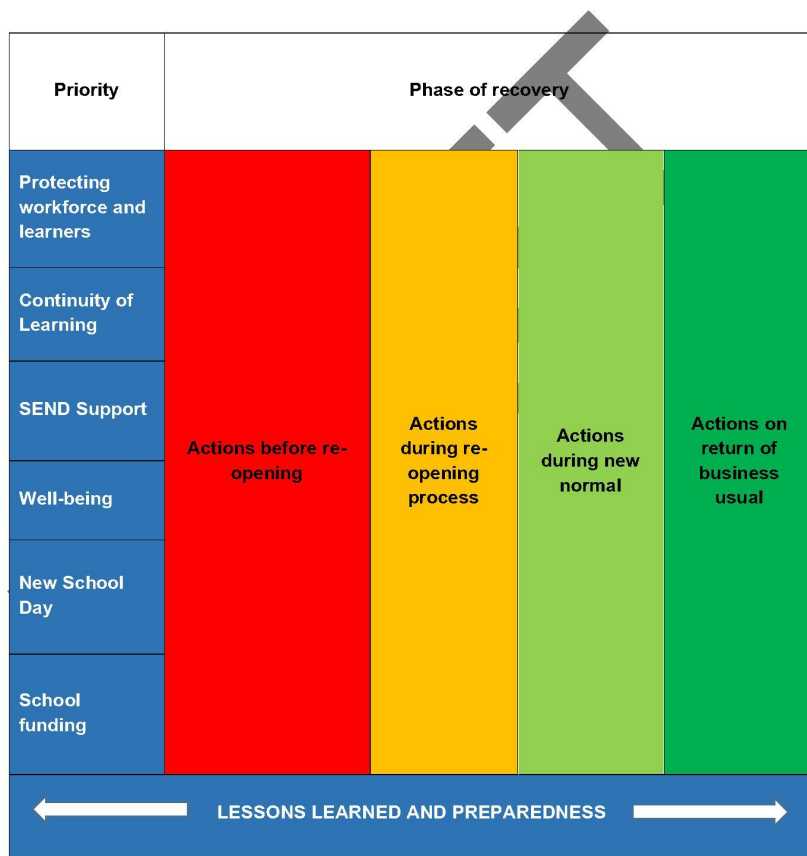 Priority
Phase of recovery
Protecting
workforce and
learners
Continuity of
Learning
SEND Support
Well-being
New School
Day
School
funding
Actions before re-
opening
Actions
during re-
opening
process
Actions
during new
normal
Actions on
return of
business
usual
LESSONS LEARNED AND PREPAREDNESS